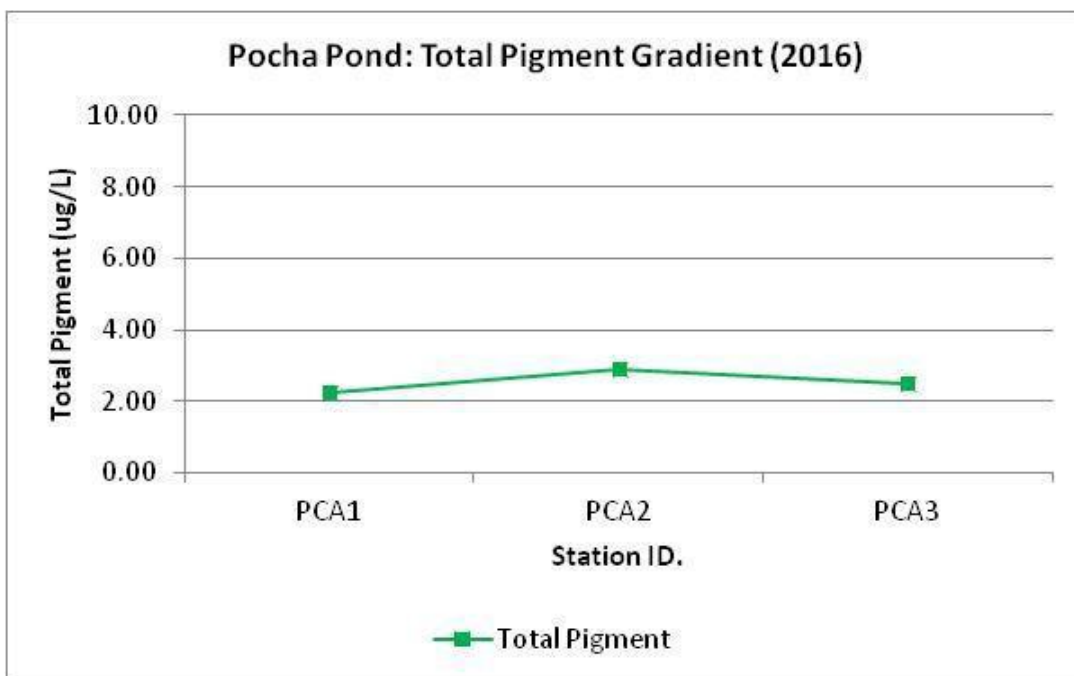 Pocha Pond: Total Pigment Gradient (2016)
Total Pigment (ug/L)
10.00
8.00
6.00
4.00
2.00
0.00
PCA1 PCA2 PCA3
Station ID.
Total Pigment